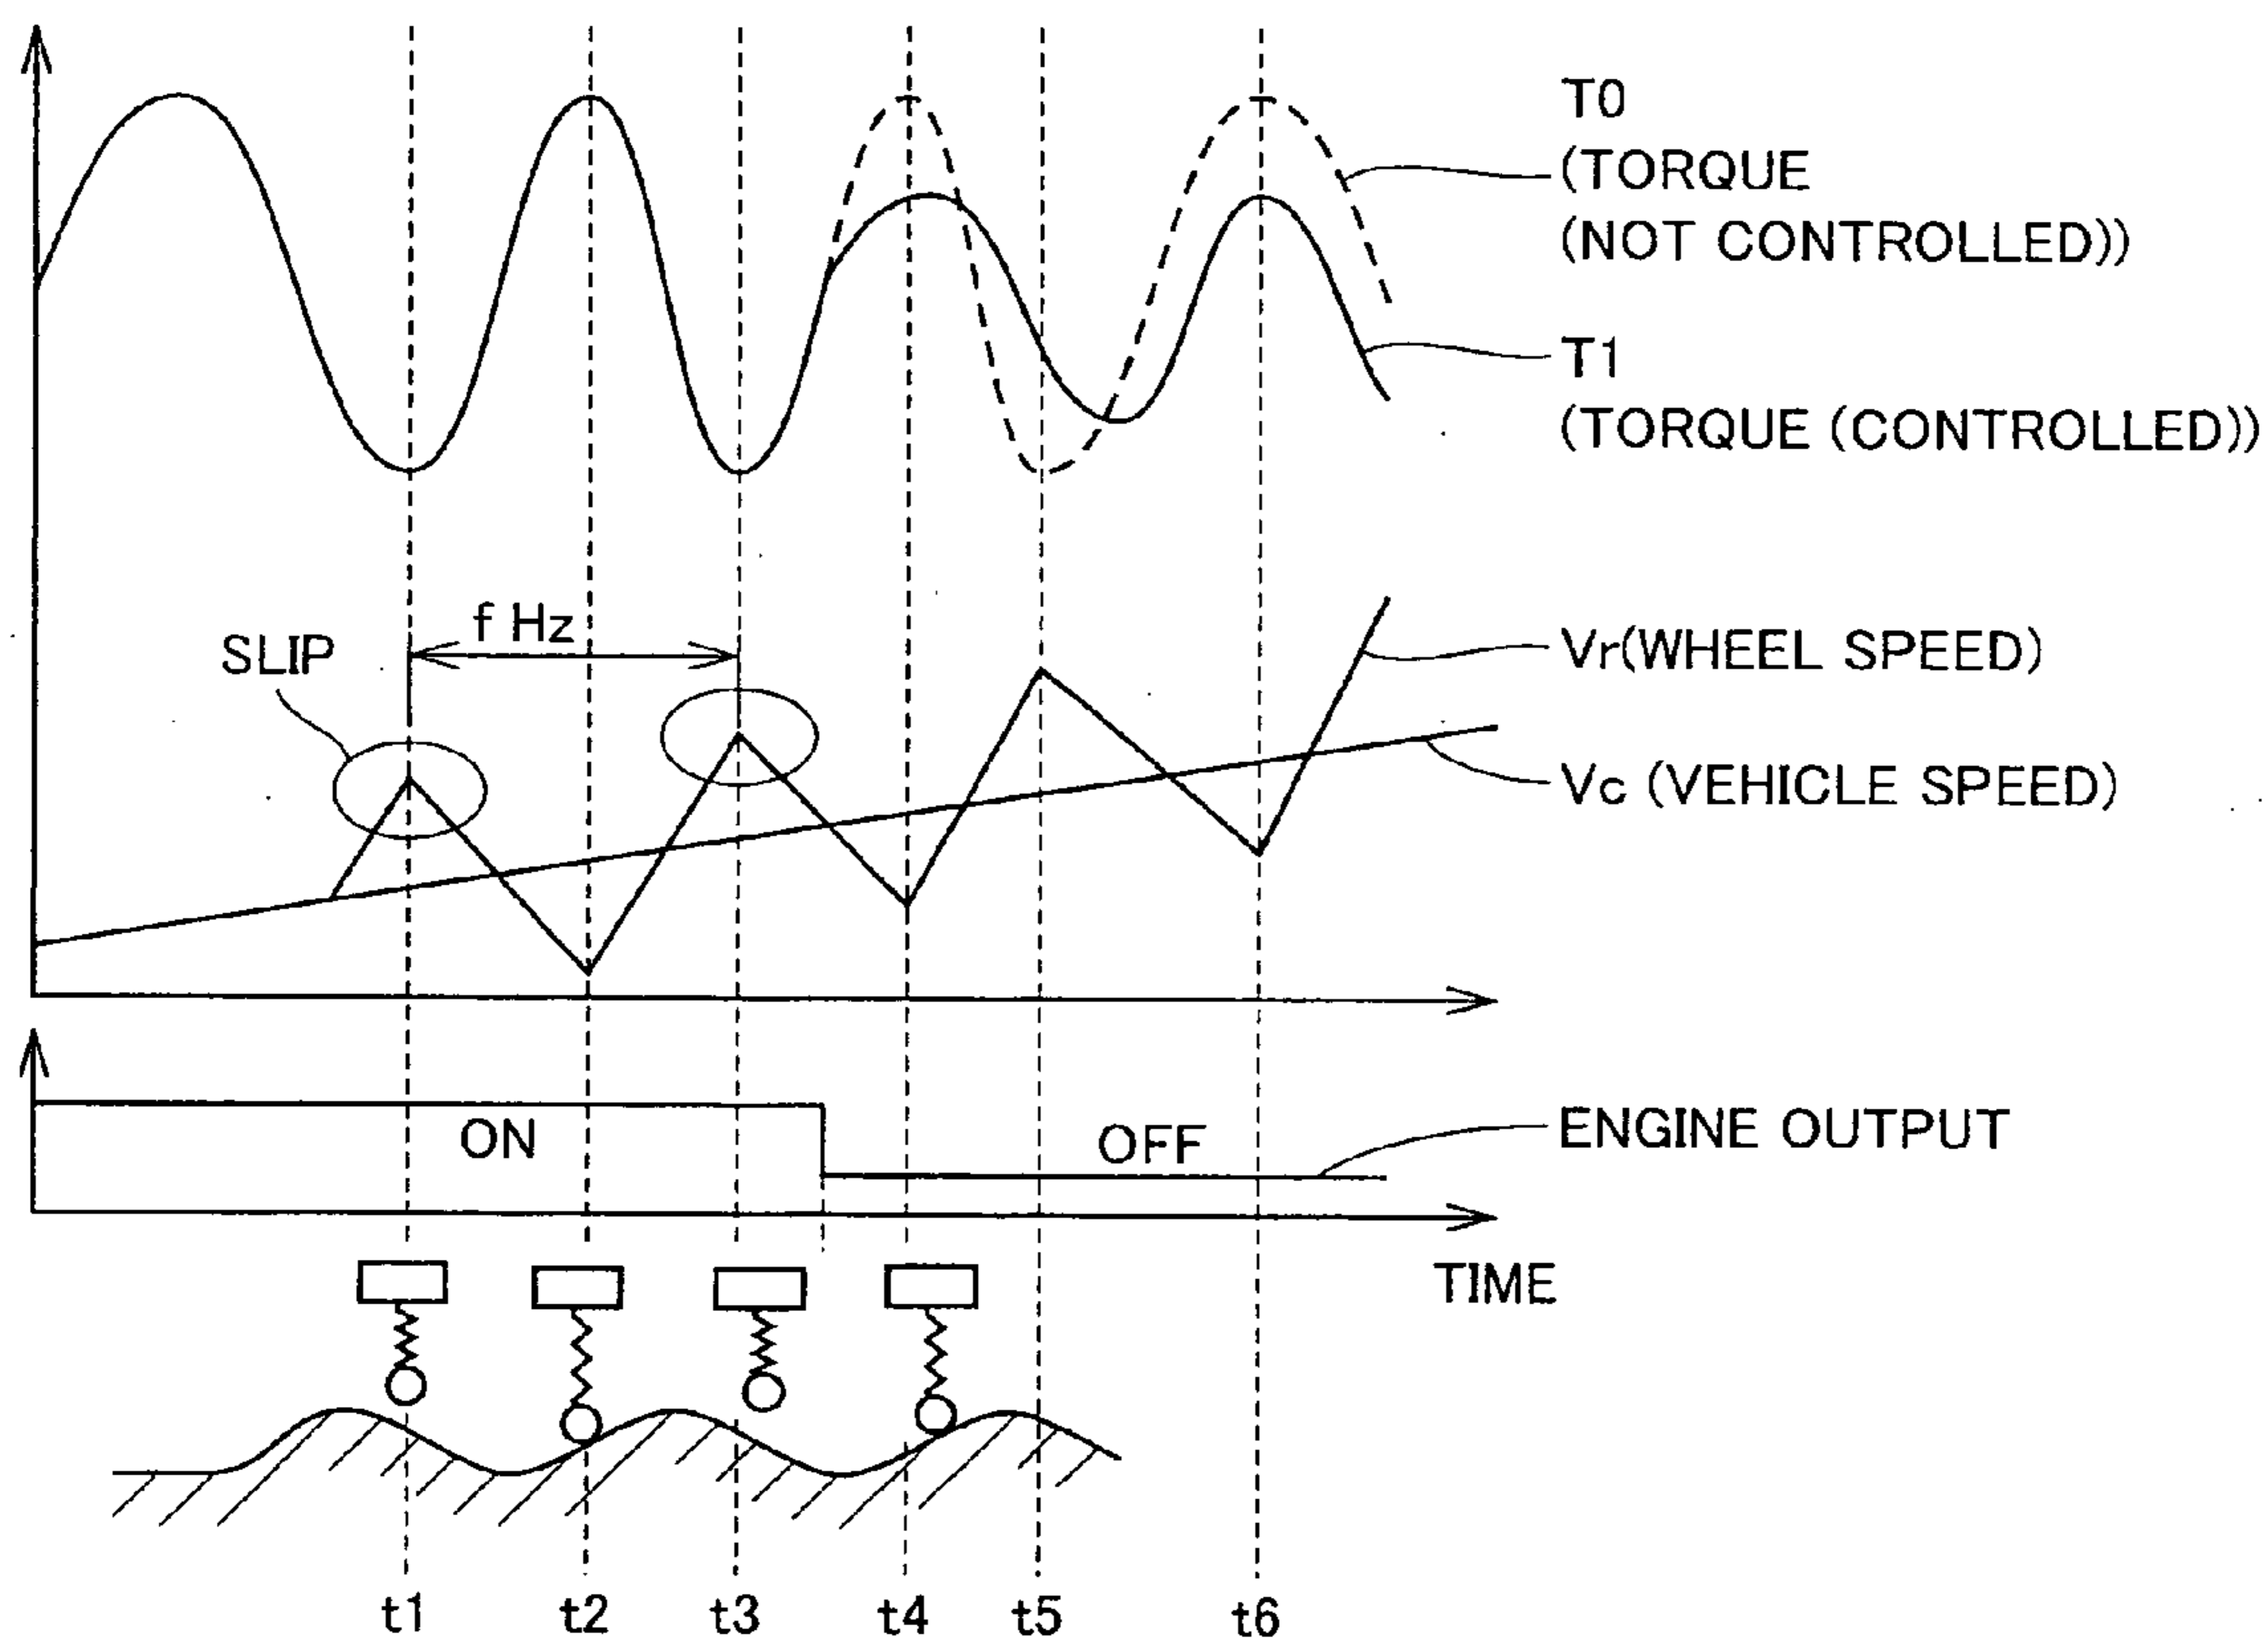 T0
(TORQUE
(NOT CONTROLLED))
T1
(TORQUE (CONTROLLED))
f Hz
SLIP
Vr(WHEEL SPEED)
Vc (VEHICLE SPEED)
ON
OFF
ENGINE OUTPUT
TIME
t1 t2 t3 t4 t5 t6